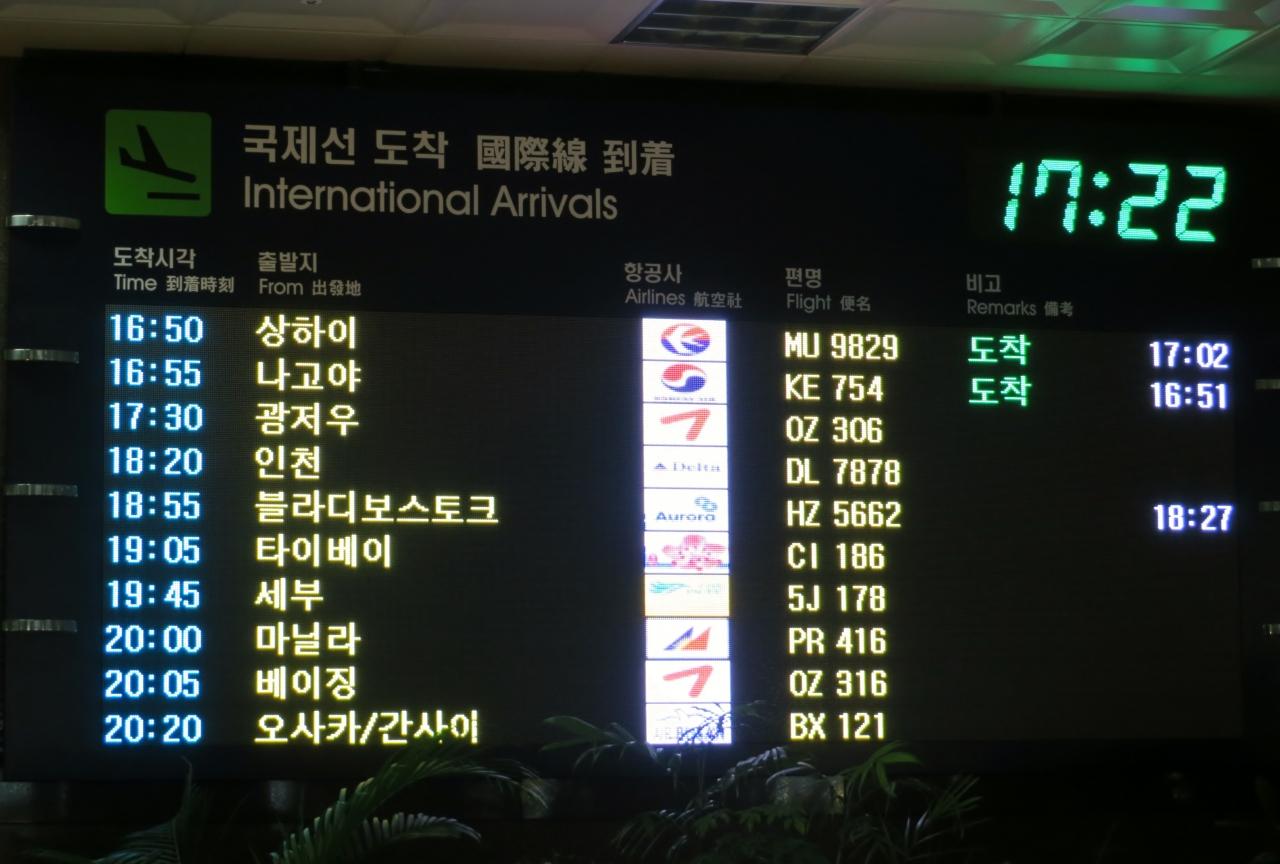 국제선 도착 國際線 到着
International Arrivals
17:22
도착시각 출발지 항공사 편명 비고
Time 到着時刻 From 出發地 Airlines 航空社 Flight 便名 Remarks 備考
16:50 상하이 MU 9829 도착 17:02
16:55 나고야 KE 754 도착 16:51
17:30 광저우 OZ 306
18:20 인천 Delta DL 7878
18:55 블라디보스토크 Aurora HZ 5662 18:27
19:05 타이베이 CI 186
19:45 세부 5J 178
20:00 마닐라 PR 416
20:05 베이징 OZ 316
20:20 오사카/간사이 BX 121